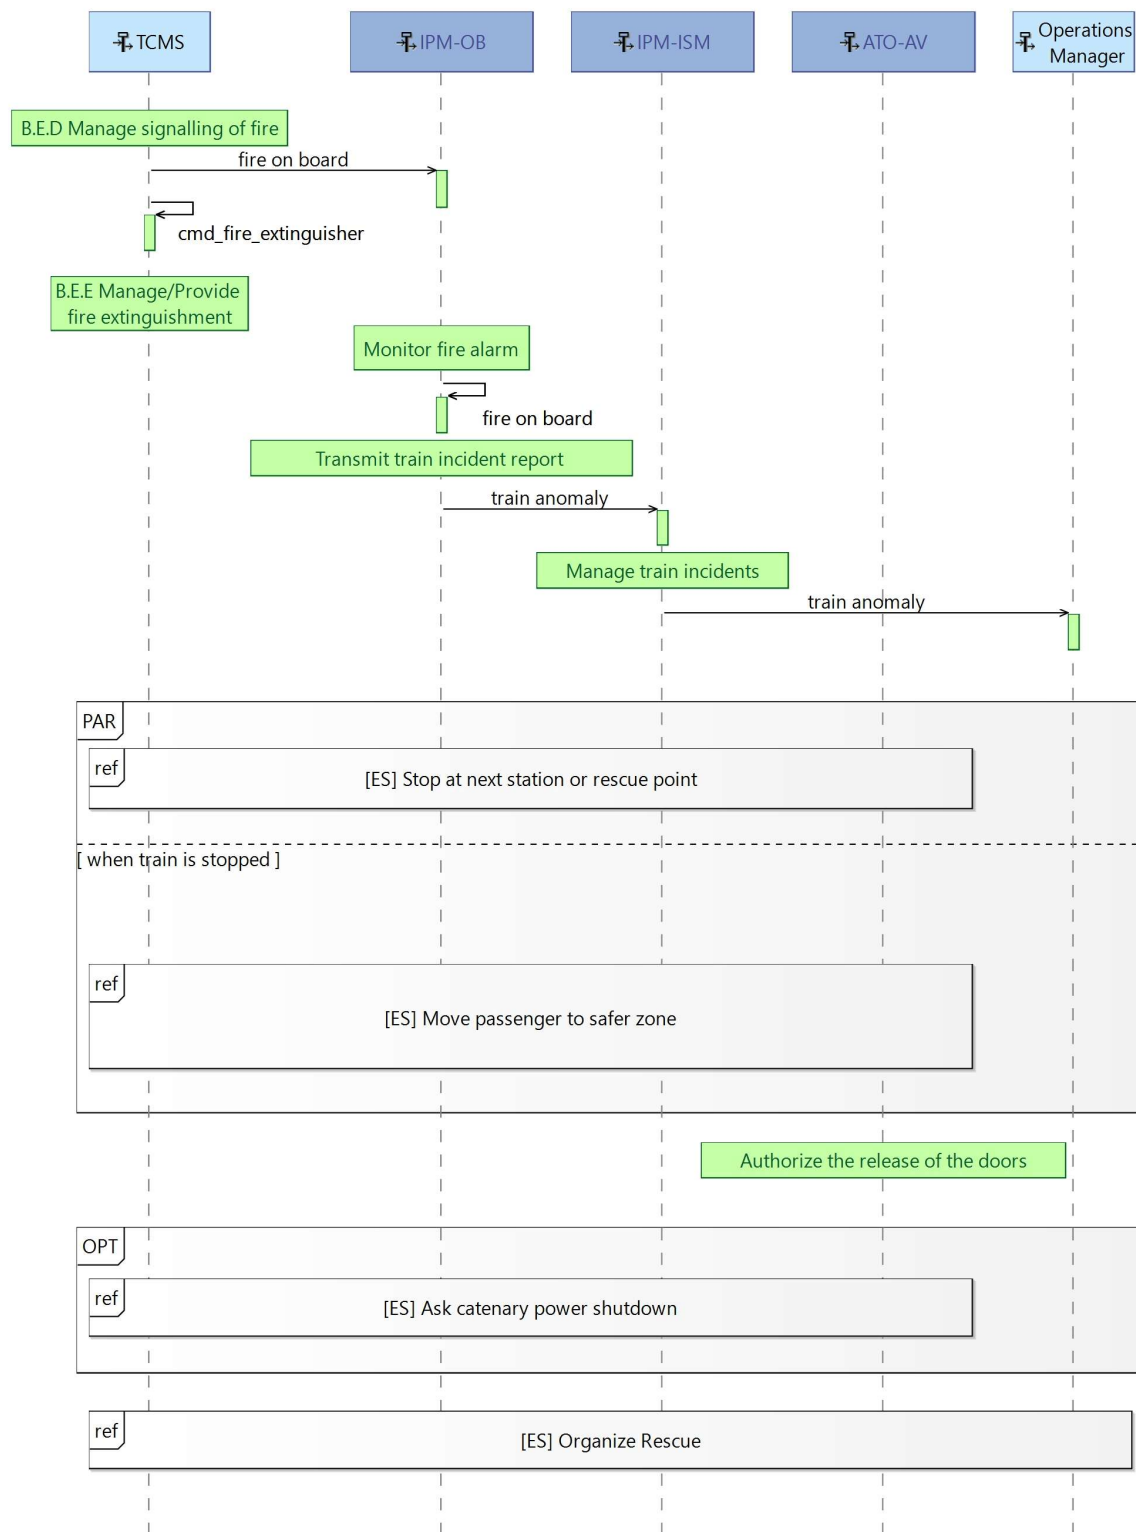 TCMS
IPM-OB
IPM-ISM
ATO-AV
Operations
Manager
B.E.D Manage signalling of fire
fire on board
cmd_fire_extinguisher
B.E.E Manage/Provide
fire extinguishment
Monitor fire alarm
fire on board
Transmit train incident report
train anomaly
Manage train incidents
train anomaly
PAR
ref
[ES] Stop at next station or rescue point
[ when train is stopped ]
ref
[ES] Move passenger to safer zone
Authorize the release of the doors
OPT
ref
[ES] Ask catenary power shutdown
ref
[ES] Organize Rescue